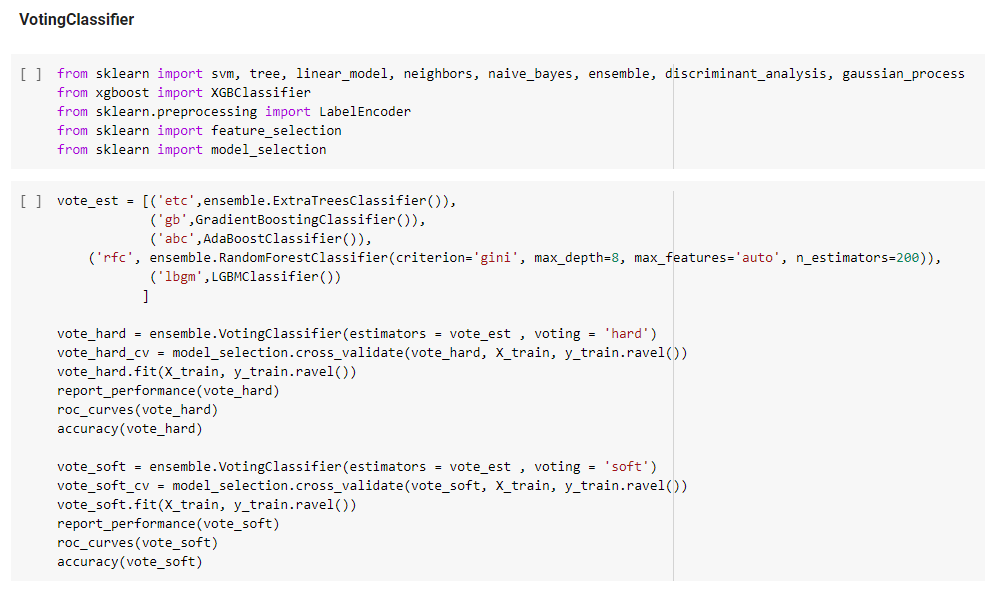 VotingClassifier
[ ] from sklearn import svm, tree, linear_model, neighbors, naive_bayes, ensemble, discriminant_analysis, gaussian_process
from xgboost import XGBClassifier
from sklearn.preprocessing import LabelEncoder
from sklearn import feature_selection
from sklearn import model_selection
[ ] vote_est = [('etc',ensemble.ExtraTreesClassifier()),
('gb',GradientBoostingClassifier()),
('abc',AdaBoostClassifier()),
('rfc', ensemble.RandomForestClassifier(criterion='gini', max_depth=8, max_features='auto', n_estimators=200)),
('lbgm',LGBMClassifier())
]
vote_hard = ensemble.VotingClassifier(estimators = vote_est , voting = 'hard')
vote_hard_cv = model_selection.cross_validate(vote_hard, X_train, y_train.ravel())
vote_hard.fit(X_train, y_train.ravel())
report_performance(vote_hard)
roc_curves(vote_hard)
accuracy(vote_hard)
vote_soft = ensemble.VotingClassifier(estimators = vote_est , voting = 'soft')
vote_soft_cv = model_selection.cross_validate(vote_soft, X_train, y_train.ravel())
vote_soft.fit(X_train, y_train.ravel())
report_performance(vote_soft)
roc_curves(vote_soft)
accuracy(vote_soft)